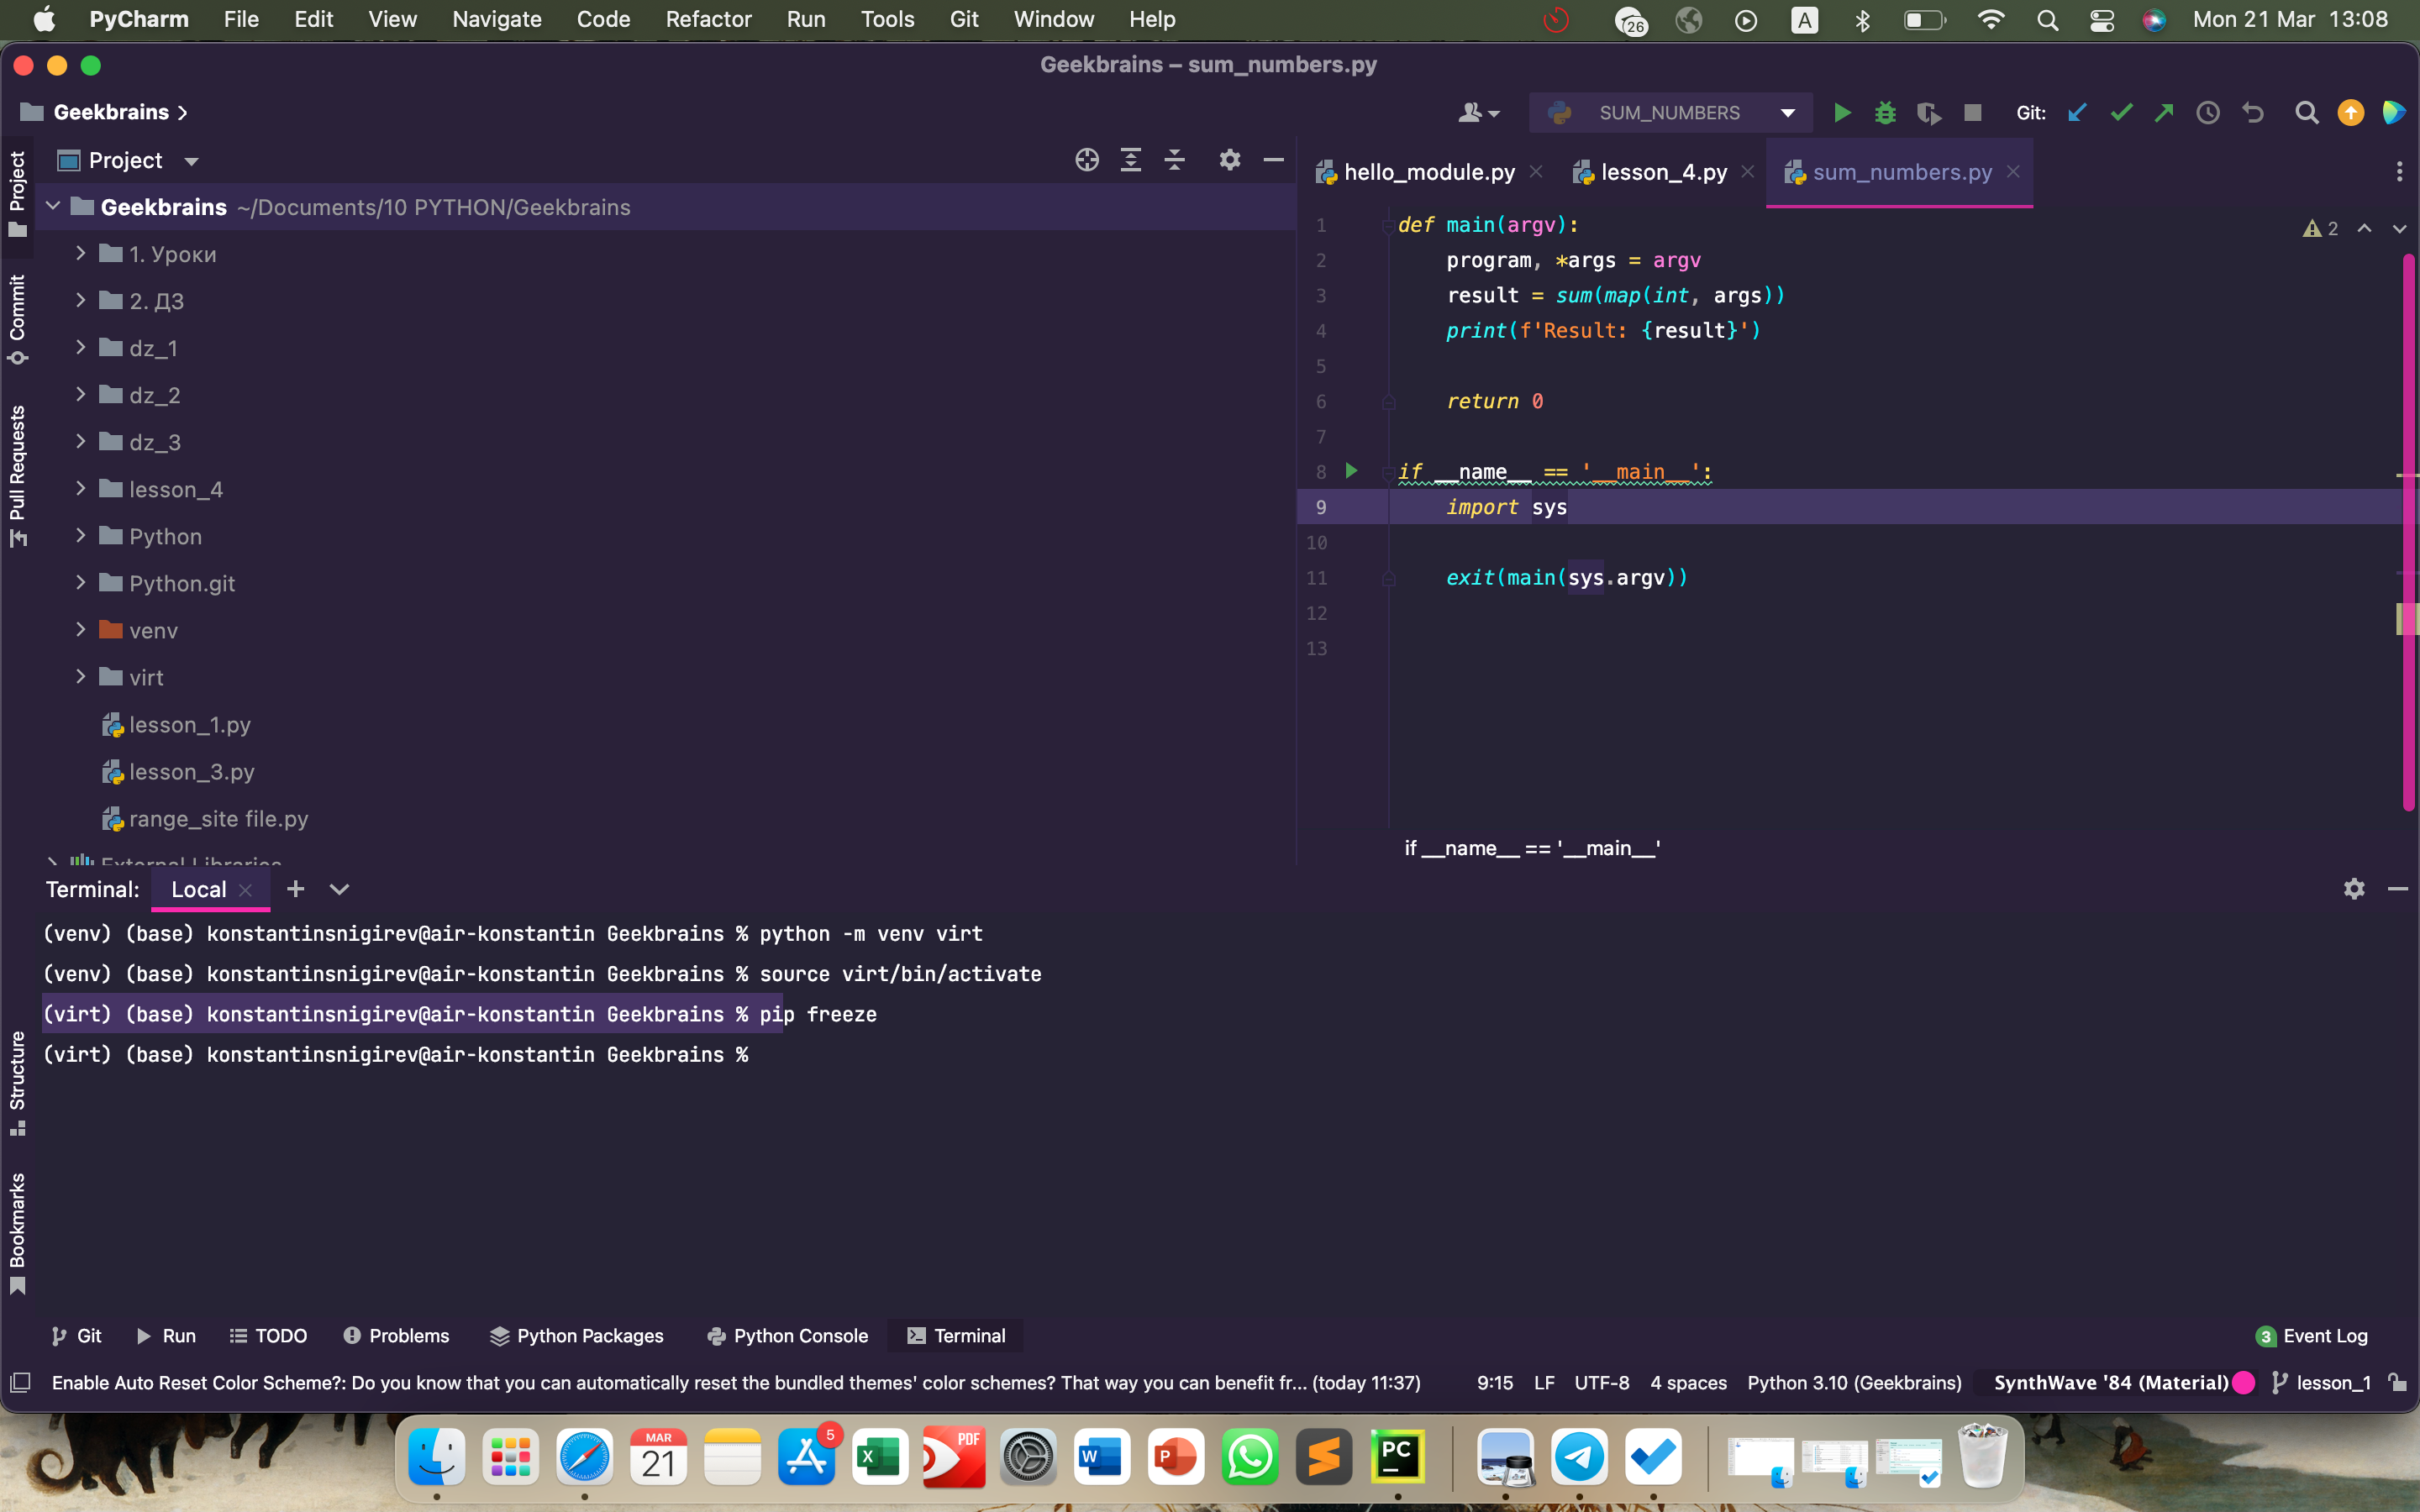 PyCharm File Edit View Navigate Code Refactor Run Tools Git Window Help 26 A Mon 21 Mar 13:08
Geekbrains – sum_numbers.py
Geekbrains
SUM_NUMBERS
Git:
Project
Commit
Pull Requests
Structure
Bookmarks
Project
Geekbrains ~/Documents/10 PYTHON/Geekbrains
1. Уроки
2. ДЗ
dz_1
dz_2
dz_3
lesson_4
Python
Python.git
venv
virt
lesson_1.py
lesson_3.py
range_site file.py
External Libraries
hello_module.py lesson_4.py sum_numbers.py
2
1 def main(argv):
2 program, *args = argv
3 result = sum(map(int, args))
4 print(f'Result: {result}')
5
6 return 0
7
8 if __name__ == '__main__':
9 import sys
10
11 exit(main(sys.argv))
12
13
if __name__ == '__main__'
Terminal: Local
(venv) (base) konstantinsnigirev@air-konstantin Geekbrains % python -m venv virt
(venv) (base) konstantinsnigirev@air-konstantin Geekbrains % source virt/bin/activate
(virt) (base) konstantinsnigirev@air-konstantin Geekbrains % pip freeze
(virt) (base) konstantinsnigirev@air-konstantin Geekbrains %
Git Run TODO Problems Python Packages Python Console Terminal 3 Event Log
Enable Auto Reset Color Scheme?: Do you know that you can automatically reset the bundled themes' color schemes? That way you can benefit fr... (today 11:37) 9:15 LF UTF-8 4 spaces Python 3.10 (Geekbrains) SynthWave '84 (Material) lesson_1
MAR
21
5
X
PDF
W
P
PC